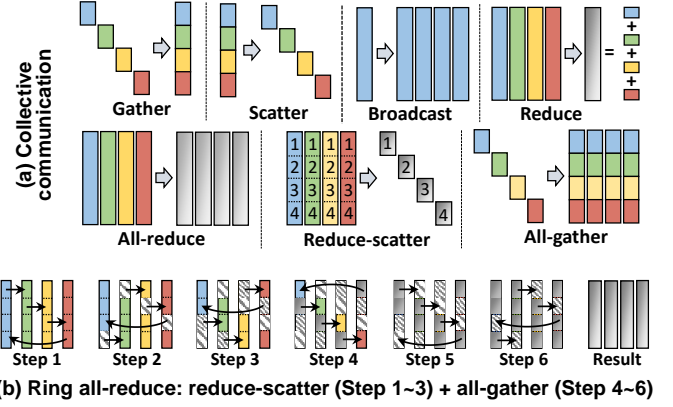 (a) Collective
communication
Gather
Scatter
Broadcast
=
+
+
+
Reduce
All-reduce
1 1 1 1
2 2 2 2
3 3 3 3
4 4 4 4
1
2
3
4
Reduce-scatter
All-gather
Step 1
Step 2
Step 3
Step 4
Step 5
Step 6
Result
(b) Ring all-reduce: reduce-scatter (Step 1~3) + all-gather (Step 4~6)